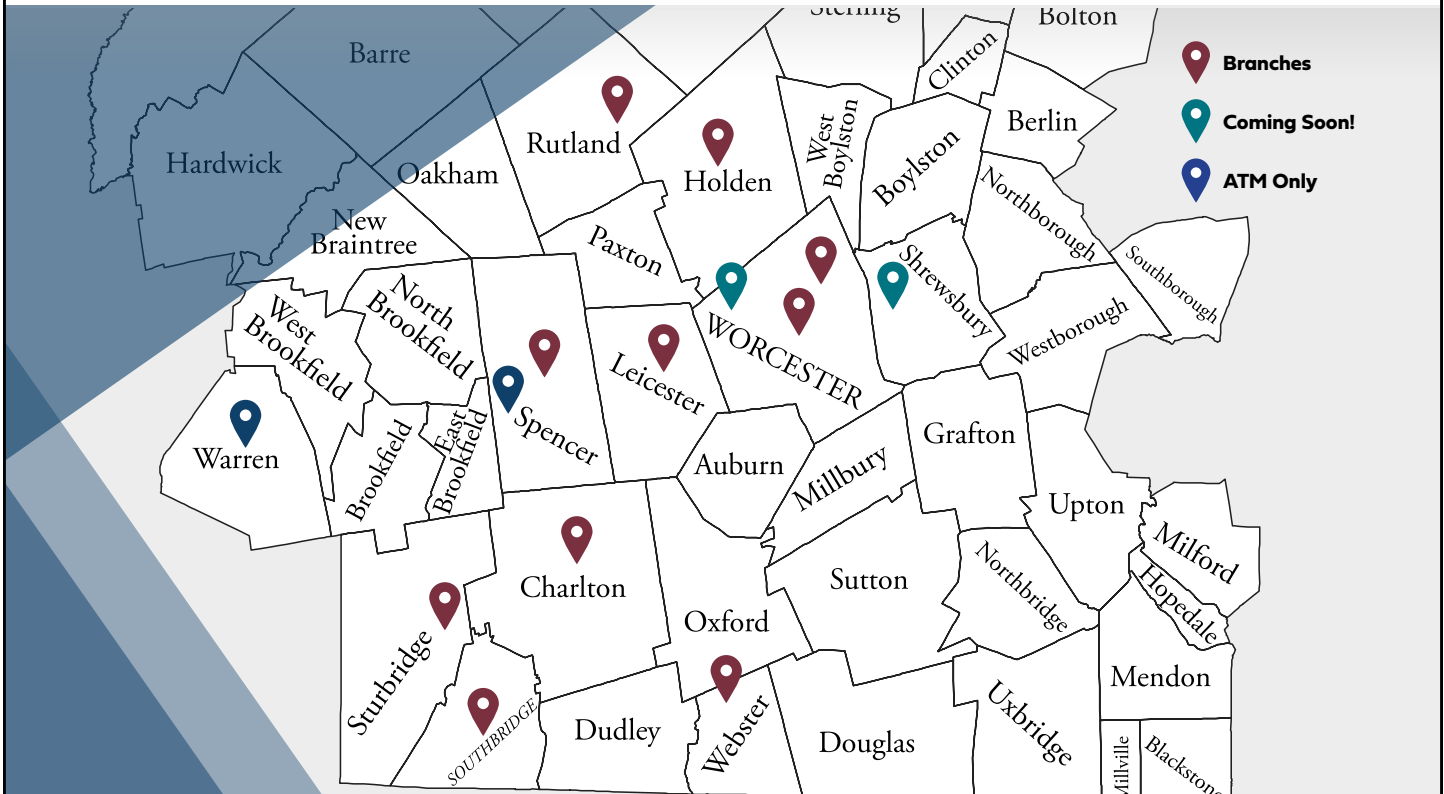 Sterling
Bolton
Barre
Clinton
Branches
Rutland
West
Boylston
Berlin
Coming Soon!
Hardwick
Oakham
Holden
Boylston
Northborough
ATM Only
New
Braintree
Paxton
Shrewsbury
Southborough
West
Brookfield
North
Brookfield
Leicester
WORCESTER
Westborough
Warren
Brookfield
East
Brookfield
Spencer
Auburn
Millbury
Grafton
Upton
Milford
Charlton
Sutton
Northbridge
Hopedale
Sturbridge
Oxford
Mendon
SOUTHBRIDGE
Dudley
Webster
Douglas
Uxbridge
Millville
Blackstone